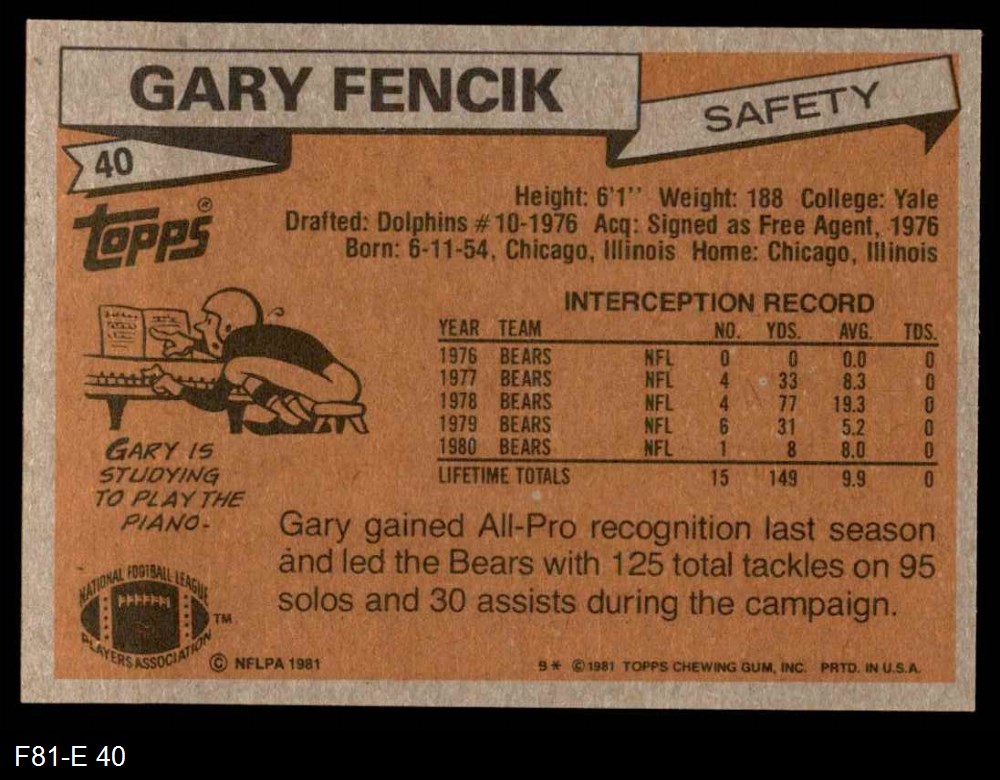 GARY FENCIK
SAFETY
40
Topps®
Height: 6'1'' Weight: 188 College: Yale
Drafted: Dolphins #10-1976 Acq: Signed as Free Agent, 1976
Born: 6-11-54, Chicago, Illinois Home: Chicago, Illinois
INTERCEPTION RECORD
YEAR TEAM NO. YDS. AVG. TDS.
1976 BEARS NFL 0 0 0.0 0
1977 BEARS NFL 4 33 8.3 0
1978 BEARS NFL 4 77 19.3 0
1979 BEARS NFL 6 31 5.2 0
1980 BEARS NFL 1 8 8.0 0
LIFETIME TOTALS 15 149 9.9 0
GARY IS
STUDYING
TO PLAY THE
PIANO-
Gary gained All-Pro recognition last season
and led the Bears with 125 total tackles on 95
solos and 30 assists during the campaign.
NATIONAL FOOTBALL LEAGUE
PLAYERS ASSOCIATION
TM
© NFLPA 1981
B* ©1981 TOPPS CHEWING GUM, INC. PRTD. IN U.S.A.
F81-E 40